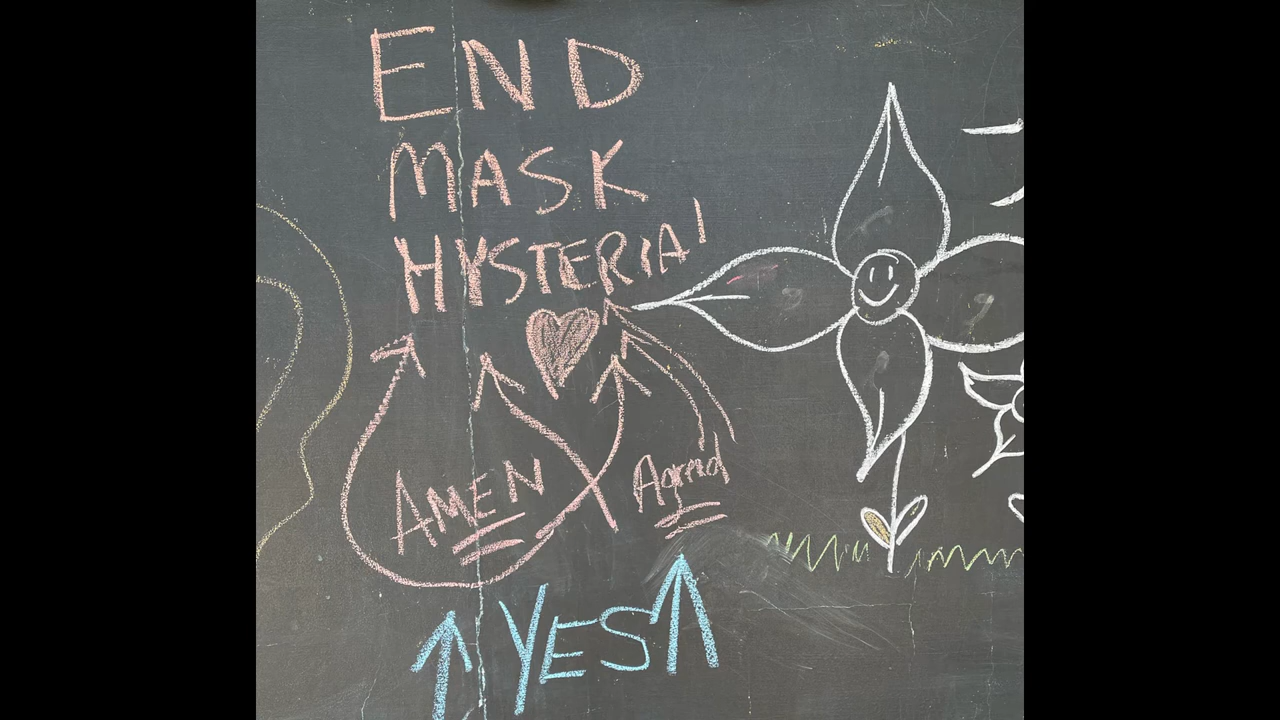 END
MASK
HYSTERIA!
AMEN
Agreed
YES